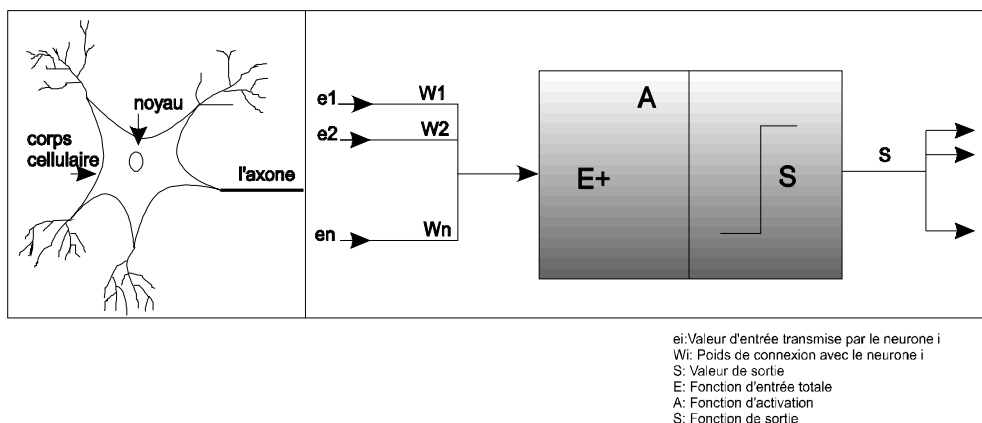 noyau
corps
cellulaire
l'axone
e1
W1
e2
W2
en
Wn
A
E+
S
S
ei:Valeur d'entrée transmise par le neurone i
Wi: Poids de connexion avec le neurone i
S: Valeur de sortie
E: Fonction d'entrée totale
A: Fonction d'activation
S: Fonction de sortie